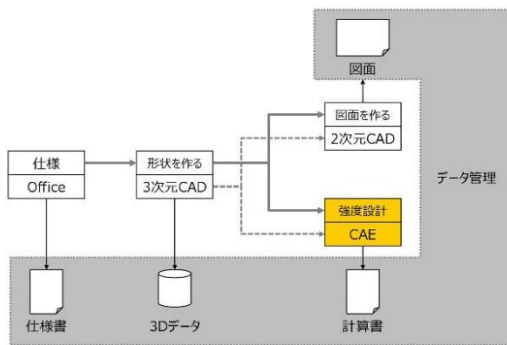 図面
図面を作る
2次元CAD
仕様
Office
形状を作る
3次元CAD
データ管理
強度設計
CAE
仕様書
3Dデータ
計算書